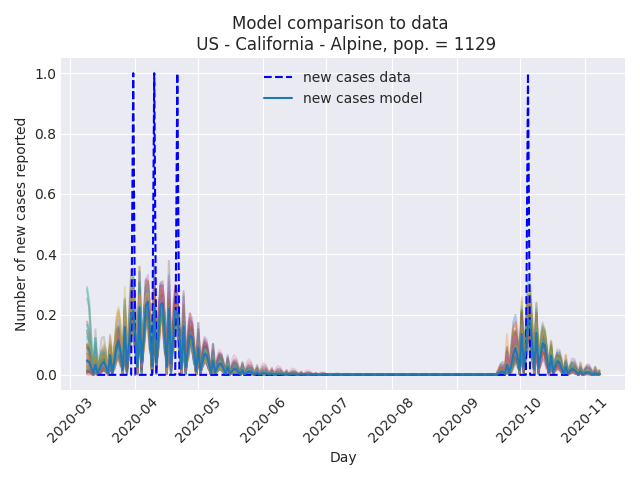 Model comparison to data
US - California - Alpine, pop. = 1129
new cases data
new cases model
Number of new cases reported
1.0
0.8
0.6
0.4
0.2
0.0
2020-03
2020-04
2020-05
2020-06
2020-07
2020-08
2020-09
2020-10
2020-11
Day